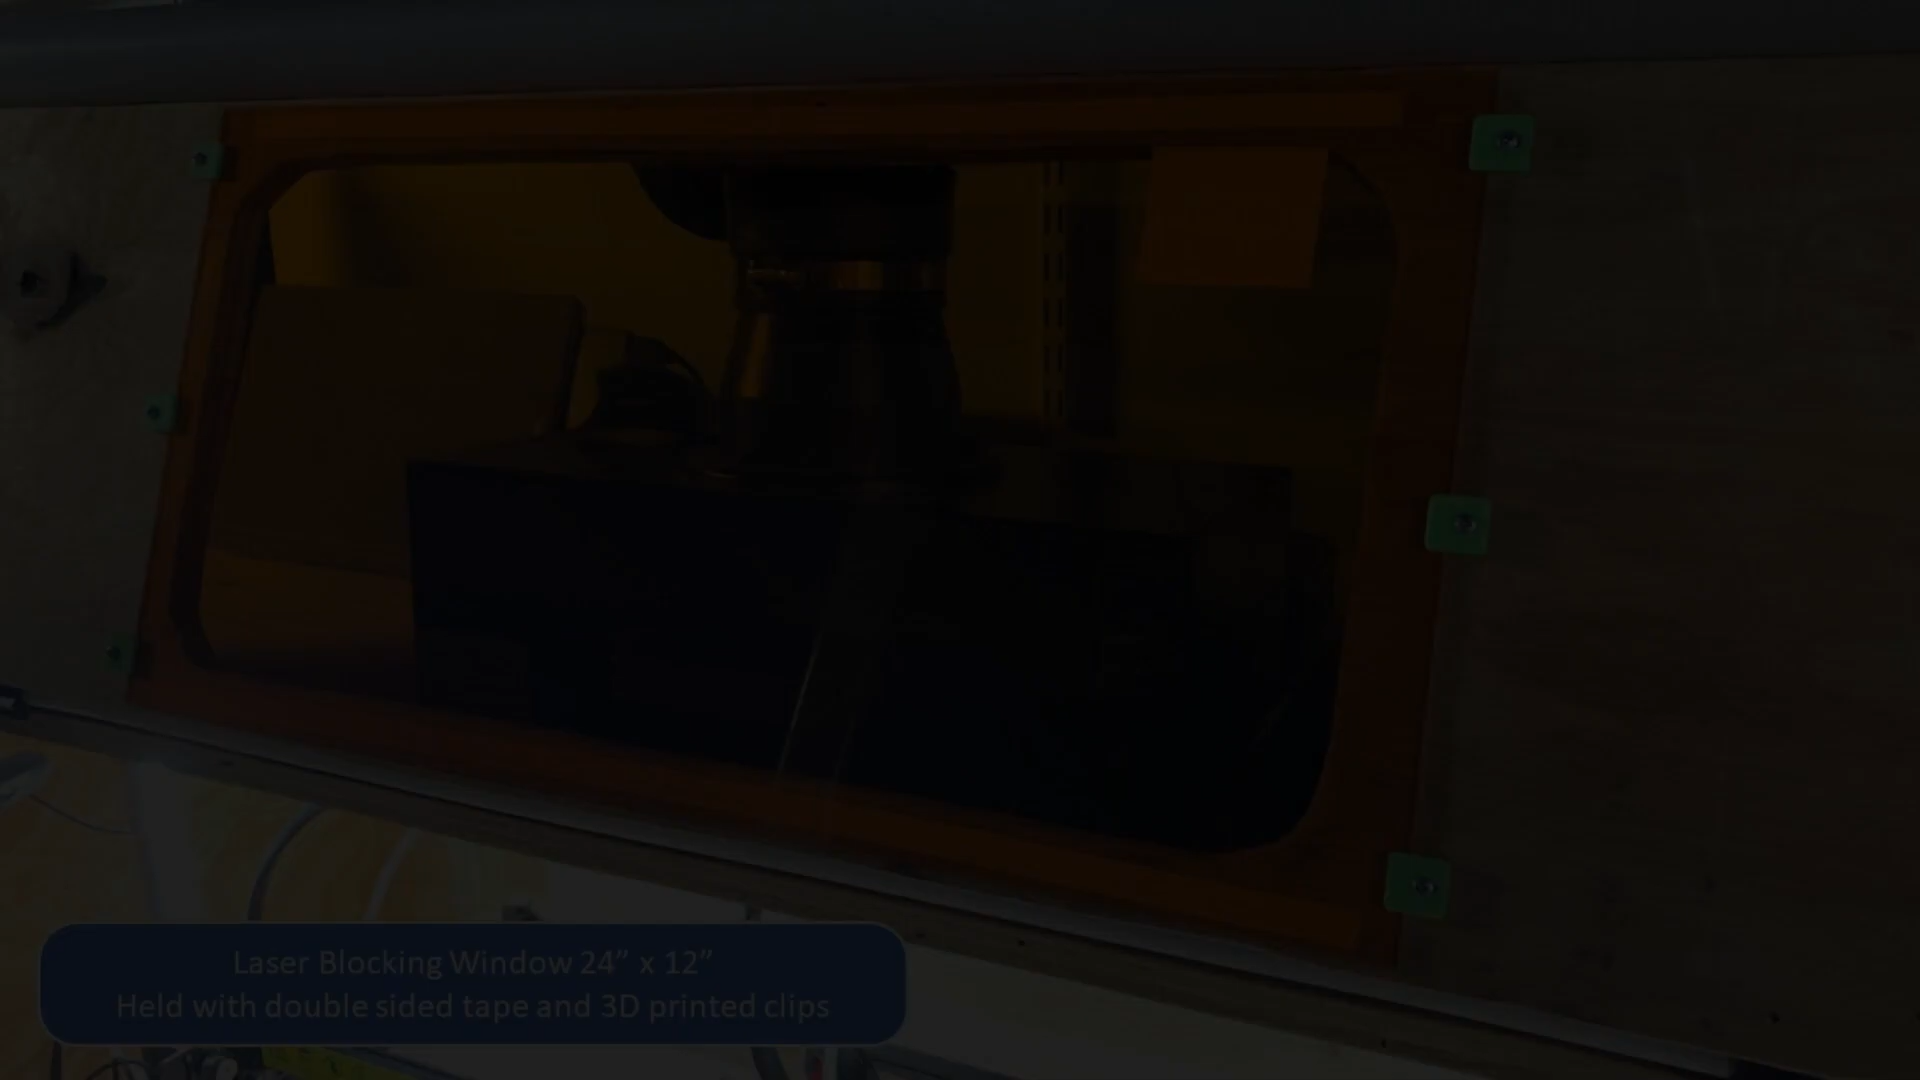 Laser Blocking Window 24” x 12”
Held with double sided tape and 3D printed clips